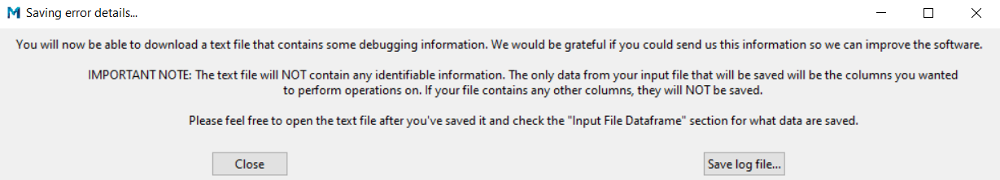 Saving error details...
You will now be able to download a text file that contains some debugging information. We would be grateful if you could send us this information so we can improve the software.
IMPORTANT NOTE: The text file will NOT contain any identifiable information. The only data from your input file that will be saved will be the columns you wanted
to perform operations on. If your file contains any other columns, they will NOT be saved.
Please feel free to open the text file after you've saved it and check the "Input File Dataframe" section for what data are saved.
Close
Save log file...